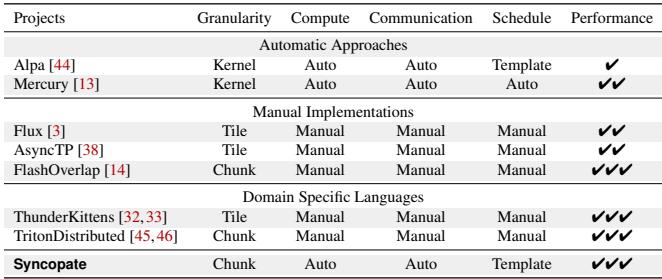 Projects Granularity Compute Communication Schedule Performance
Automatic Approaches
Alpa [44] Kernel Auto Auto Template ✔
Mercury [13] Kernel Auto Auto Auto ✔✔
Manual Implementations
Flux [3] Tile Manual Manual Manual ✔✔
AsyncTP [38] Tile Manual Manual Manual ✔✔
FlashOverlap [14] Chunk Manual Manual Manual ✔✔✔
Domain Specific Languages
ThunderKittens [32,33] Tile Manual Manual Manual ✔✔✔
TritonDistributed [45,46] Chunk Manual Manual Manual ✔✔✔
Syncopate Chunk Auto Auto Template ✔✔✔